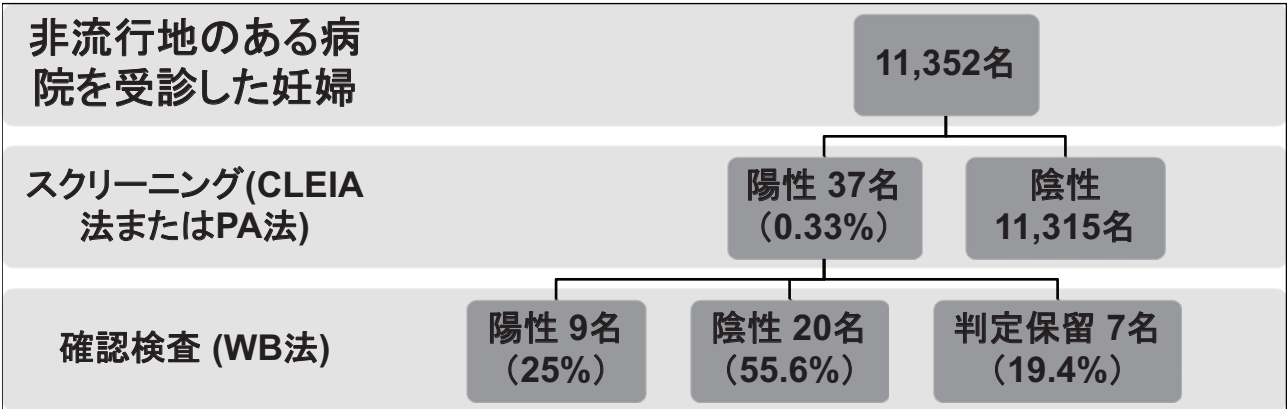 非流行地のある病
院を受診した妊婦
11,352名
スクリーニング(CLEIA
法またはPA法)
陽性 37名
（0.33%）
陰性
11,315名
確認検査 (WB法)
陽性 9名
（25%）
陰性 20名
（55.6%）
判定保留 7名
（19.4%）